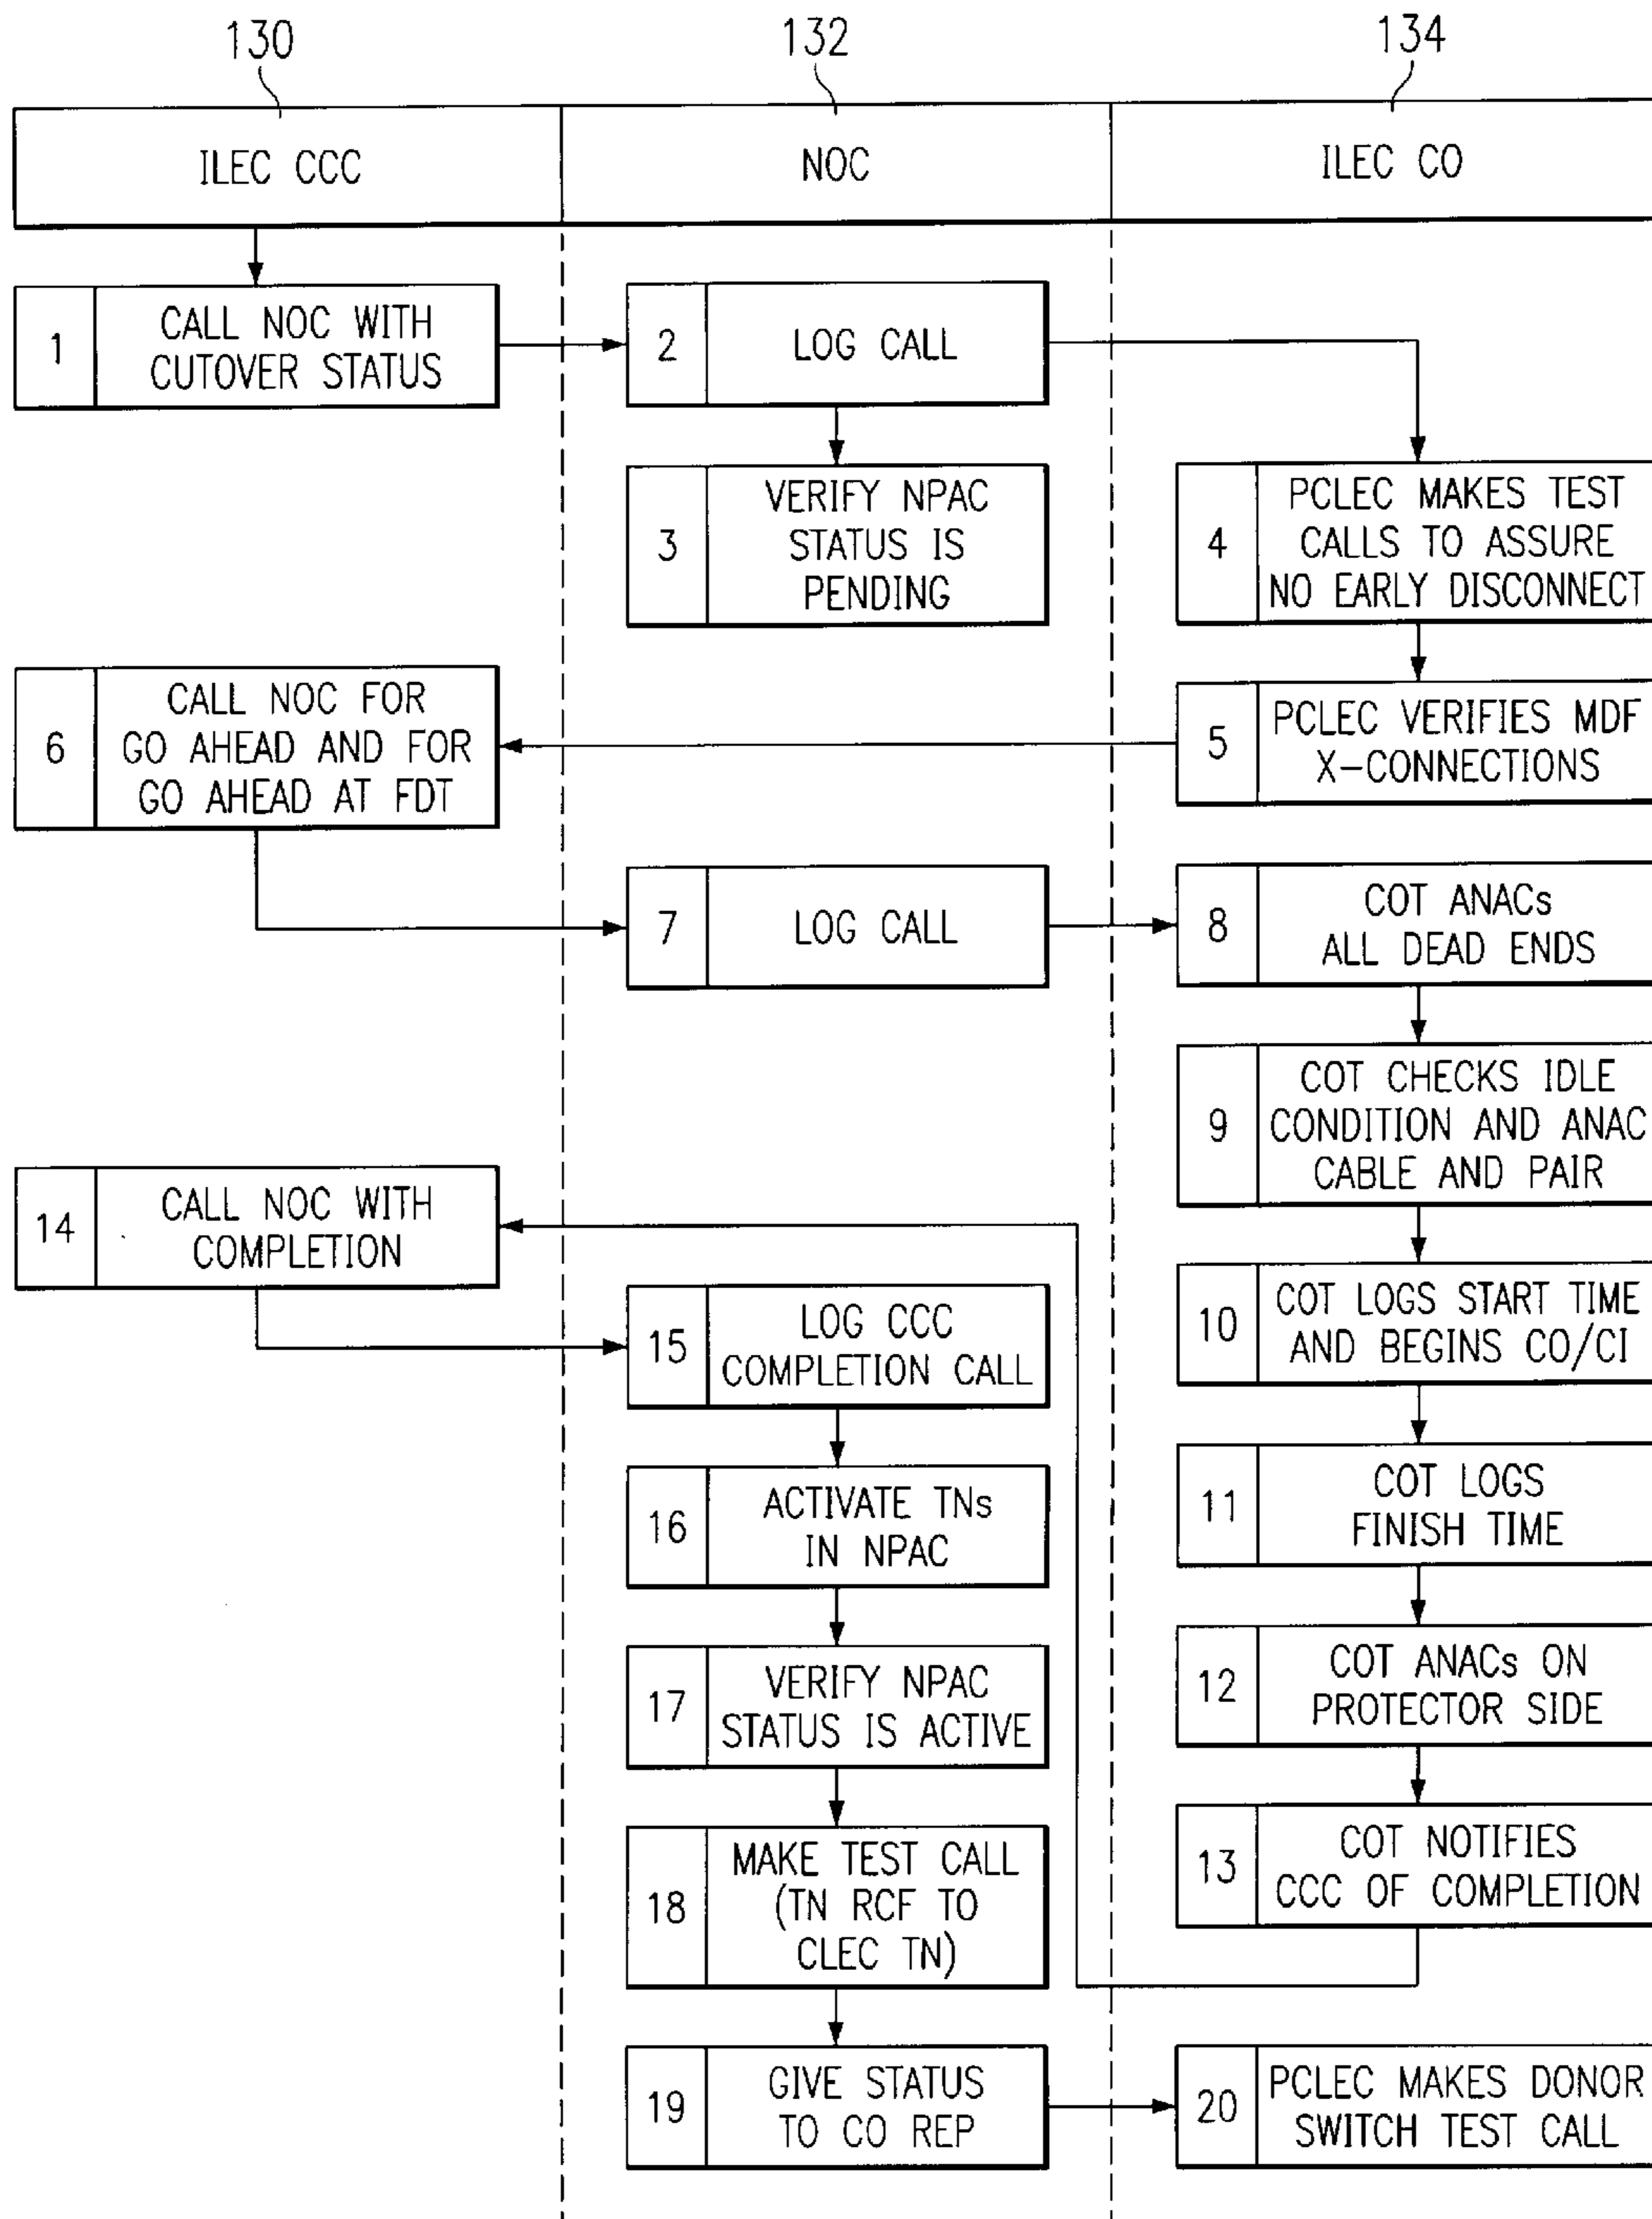 130
132
134
ILEC CCC
NOC
ILEC CO
1
CALL NOC WITH
CUTOVER STATUS
2
LOG CALL
3
VERIFY NPAC
STATUS IS
PENDING
4
PCLEC MAKES TEST
CALLS TO ASSURE
NO EARLY DISCONNECT
5
PCLEC VERIFIES MDF
X-CONNECTIONS
6
CALL NOC FOR
GO AHEAD AND FOR
GO AHEAD AT FDT
7
LOG CALL
8
COT ANACs
ALL DEAD ENDS
9
COT CHECKS IDLE
CONDITION AND ANAC
CABLE AND PAIR
10
COT LOGS START TIME
AND BEGINS CO/CI
11
COT LOGS
FINISH TIME
12
COT ANACs ON
PROTECTOR SIDE
13
COT NOTIFIES
CCC OF COMPLETION
14
CALL NOC WITH
COMPLETION
15
LOG CCC
COMPLETION CALL
16
ACTIVATE TNs
IN NPAC
17
VERIFY NPAC
STATUS IS ACTIVE
18
MAKE TEST CALL
(TN RCF TO
CLEC TN)
19
GIVE STATUS
TO CO REP
20
PCLEC MAKES DONOR
SWITCH TEST CALL